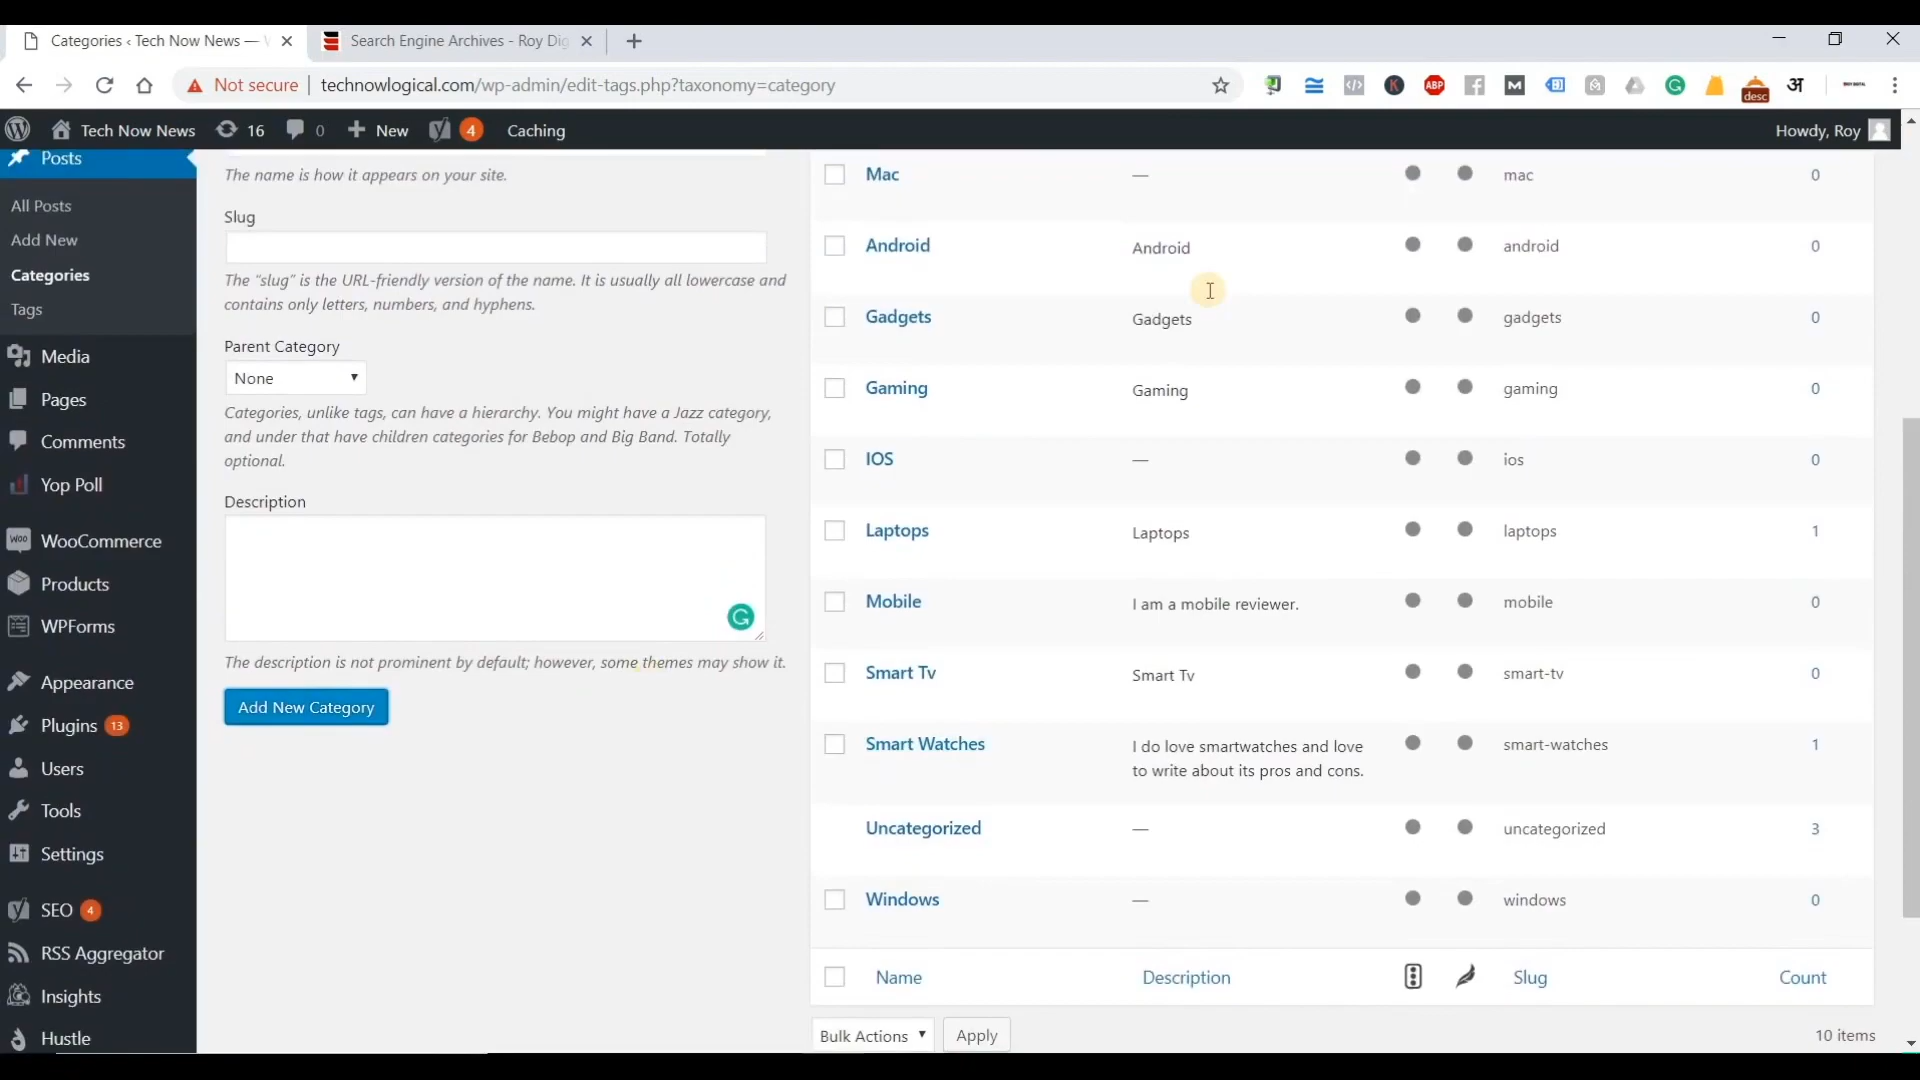 Categories ‹ Tech Now News —
Search Engine Archives - Roy Dig
Not secure
technowlogical.com/wp-admin/edit-tags.php?taxonomy=category
ABP
desc
अ
Tech Now News
16
0
New
4
Caching
Howdy, Roy
Posts
All Posts
Add New
Categories
Tags
Media
Pages
Comments
Yop Poll
WooCommerce
Products
WPForms
Appearance
Plugins 13
Users
Tools
Settings
SEO 4
RSS Aggregator
Insights
Hustle
The name is how it appears on your site.
Slug
The “slug” is the URL-friendly version of the name. It is usually all lowercase and
contains only letters, numbers, and hyphens.
Parent Category
None
Categories, unlike tags, can have a hierarchy. You might have a Jazz category,
and under that have children categories for Bebop and Big Band. Totally
optional.
Description
The description is not prominent by default; however, some themes may show it.
Add New Category
Mac — mac 0
Android Android android 0
Gadgets Gadgets gadgets 0
Gaming Gaming gaming 0
IOS — ios 0
Laptops Laptops laptops 1
Mobile I am a mobile reviewer. mobile 0
Smart Tv Smart Tv smart-tv 0
Smart Watches I do love smartwatches and love smart-watches 1
to write about its pros and cons.
Uncategorized — uncategorized 3
Windows — windows 0
Name Description Slug Count
Bulk Actions Apply 10 items